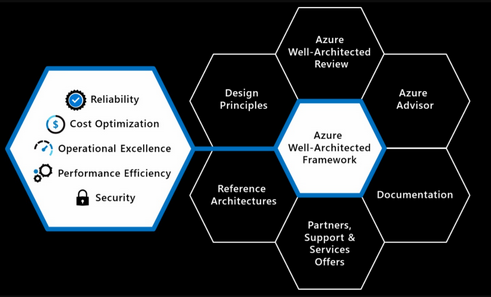 Reliability
Cost Optimization
Operational Excellence
Performance Efficiency
Security
Azure
Well-Architected
Review
Design
Principles
Azure
Advisor
Azure
Well-Architected
Framework
Reference
Architectures
Documentation
Partners,
Support &
Services
Offers